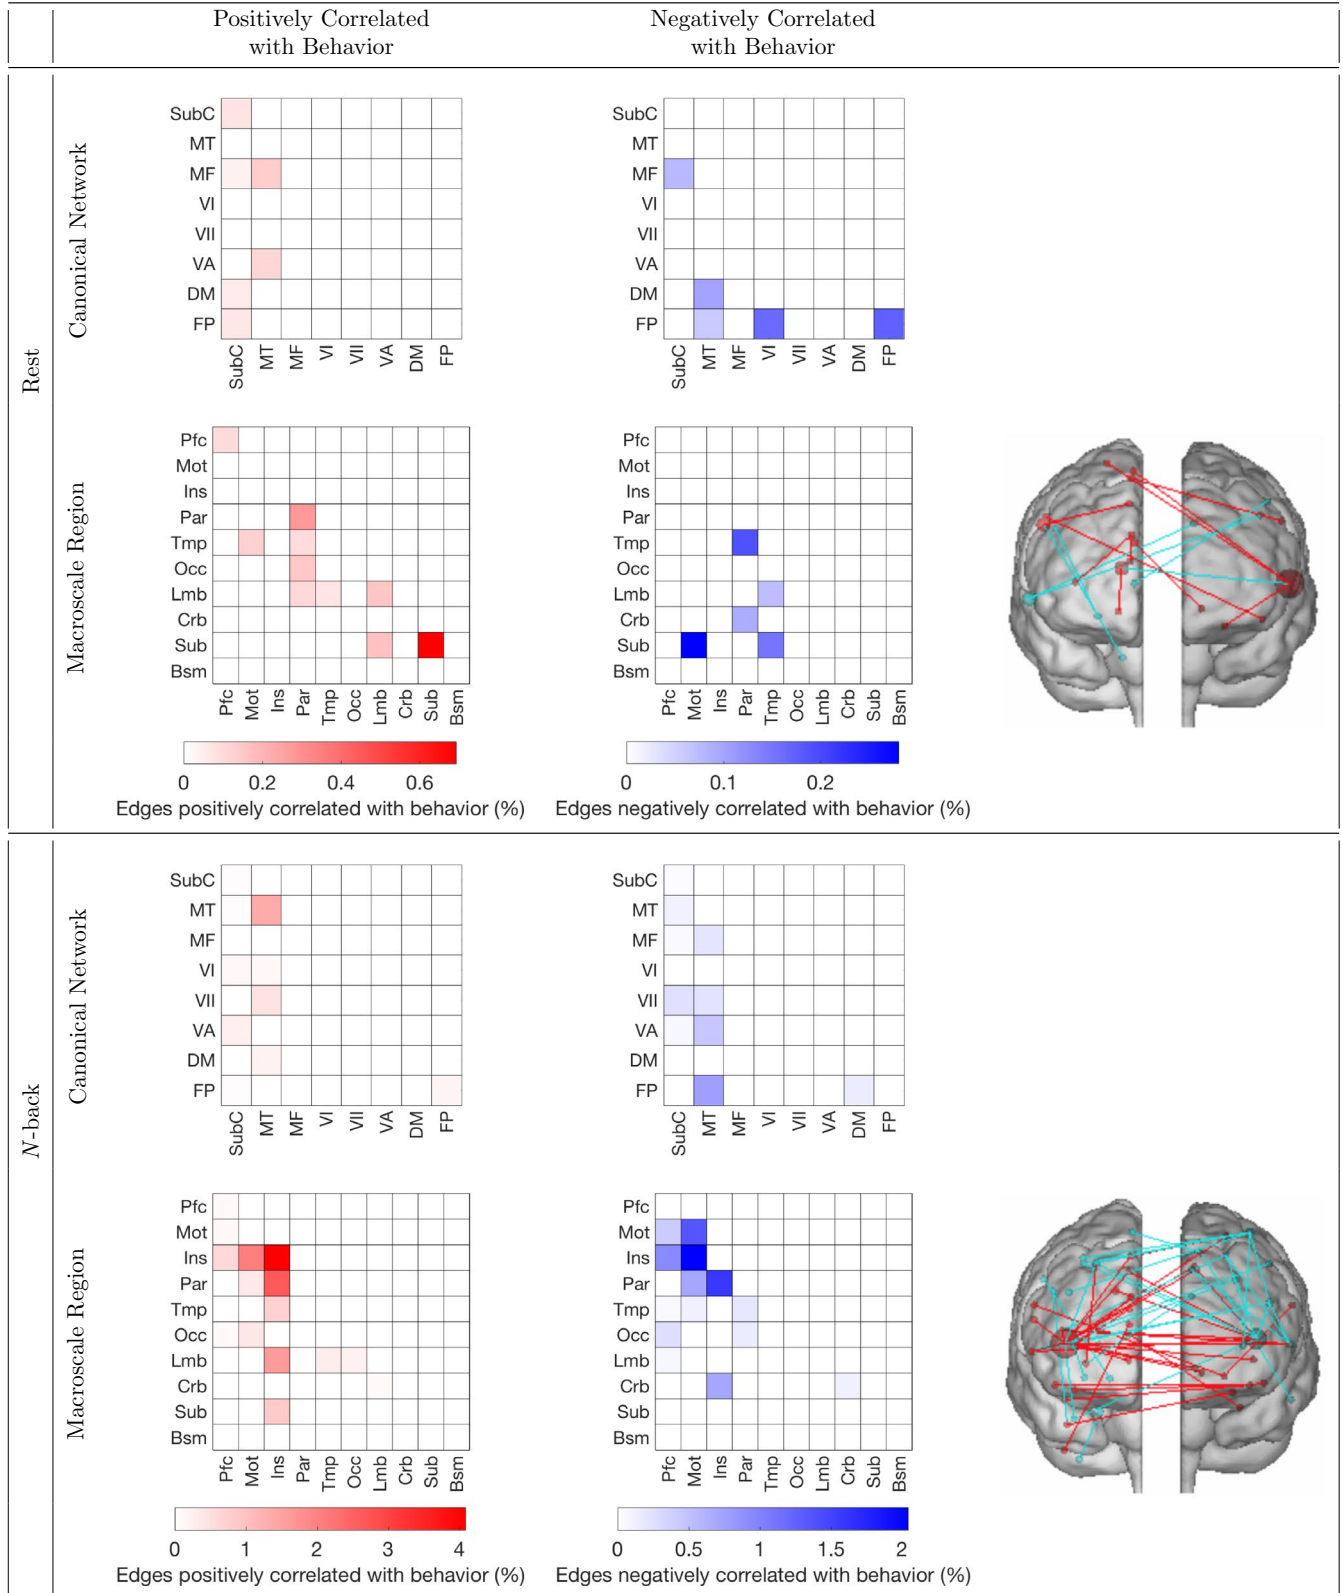 Positively Correlated
with Behavior
Negatively Correlated
with Behavior
Rest
Canonical Network
SubC
MT
MF
VI
VII
VA
DM
FP
SubC MT MF VI VII VA DM FP
SubC
MT
MF
VI
VII
VA
DM
FP
SubC MT MF VI VII VA DM FP
Macroscale Region
Pfc
Mot
Ins
Par
Tmp
Occ
Lmb
Crb
Sub
Bsm
Pfc Mot Ins Par Tmp Occ Lmb Crb Sub Bsm
0 0.2 0.4 0.6
Edges positively correlated with behavior (%)
Pfc
Mot
Ins
Par
Tmp
Occ
Lmb
Crb
Sub
Bsm
Pfc Mot Ins Par Tmp Occ Lmb Crb Sub Bsm
0 0.1 0.2
Edges negatively correlated with behavior (%)
N-back
Canonical Network
SubC
MT
MF
VI
VII
VA
DM
FP
SubC MT MF VI VII VA DM FP
SubC
MT
MF
VI
VII
VA
DM
FP
SubC MT MF VI VII VA DM FP
Macroscale Region
Pfc
Mot
Ins
Par
Tmp
Occ
Lmb
Crb
Sub
Bsm
Pfc Mot Ins Par Tmp Occ Lmb Crb Sub Bsm
0 1 2 3 4
Edges positively correlated with behavior (%)
Pfc
Mot
Ins
Par
Tmp
Occ
Lmb
Crb
Sub
Bsm
Pfc Mot Ins Par Tmp Occ Lmb Crb Sub Bsm
0 0.5 1 1.5 2
Edges negatively correlated with behavior (%)